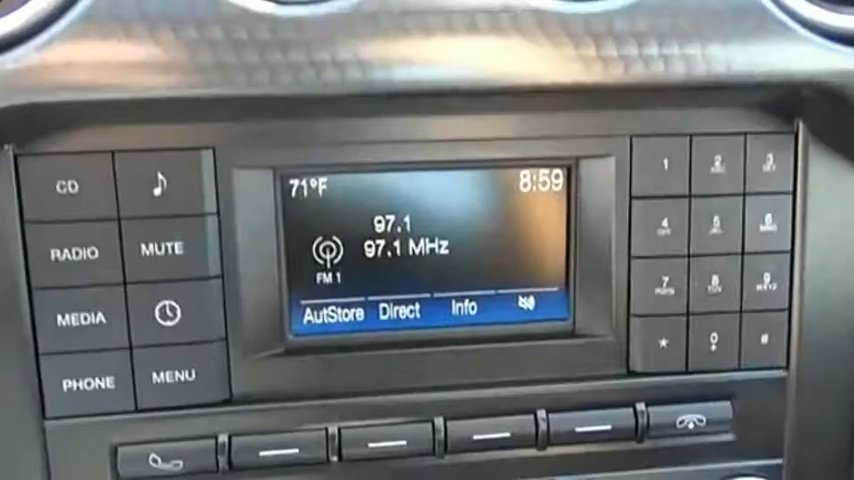 71°F 8:59
97.1
97.1 MHz
FM 1
AutoStore Direct Info
CD
RADIO MUTE
MEDIA
PHONE MENU
1 2 3
4 5 6
7 8 9
* 0 #